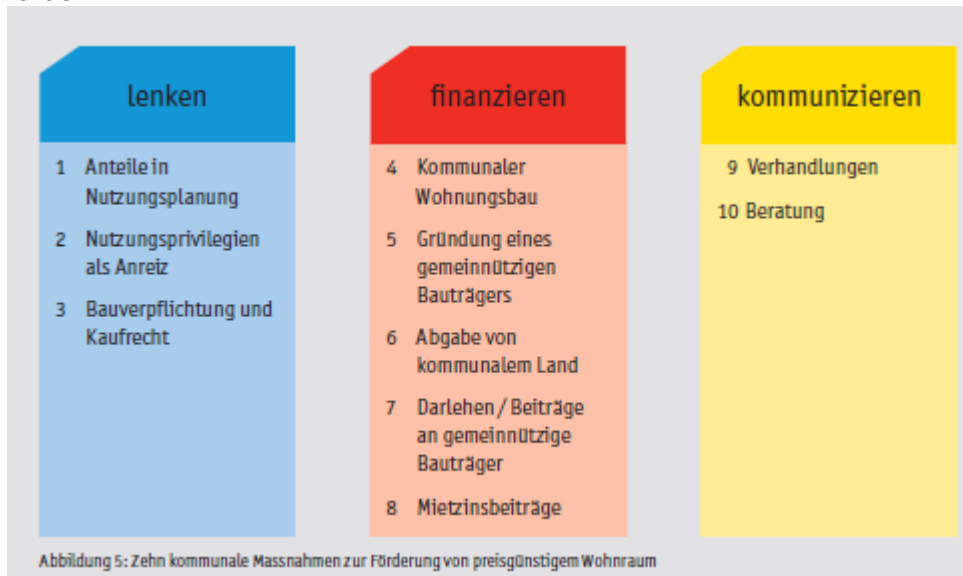 lenken
1 Anteile in
Nutzungsplanung
2 Nutzungsprivilegien
als Anreiz
3 Bauverpflichtung und
Kaufrecht
finanzieren
4 Kommunaler
Wohnungsbau
5 Gründung eines
gemeinnützigen
Bauträgers
6 Abgabe von
kommunalem Land
7 Darlehen / Beiträge
an gemeinnützige
Bauträger
8 Mietzinsbeiträge
kommunizieren
9 Verhandlungen
10 Beratung
Abbildung 5: Zehn kommunale Massnahmen zur Förderung von preisgünstigem Wohnraum